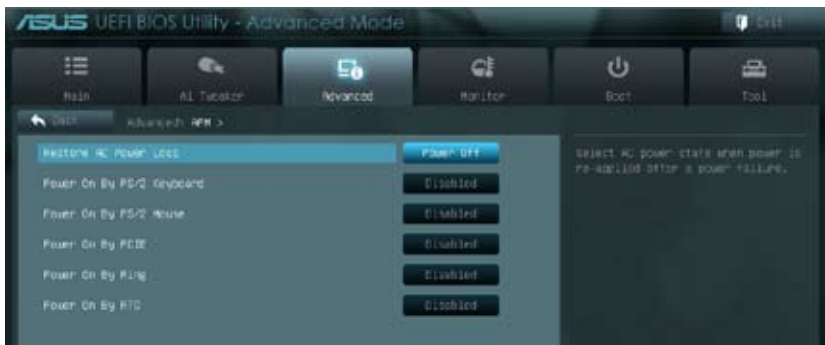 ASUS UEFI BIOS Utility - Advanced Mode
Exit
Main
Ai Tweaker
Advanced
Monitor
Boot
Tool
Back
Advanced\ APM >
Restore AC Power Loss
Power Off
Power On By PS/2 Keyboard
Disabled
Power On By PS/2 Mouse
Disabled
Power On By PCIE
Disabled
Power On By Ring
Disabled
Power On By RTC
Disabled
Select AC power state when power is
re-applied after a power failure.